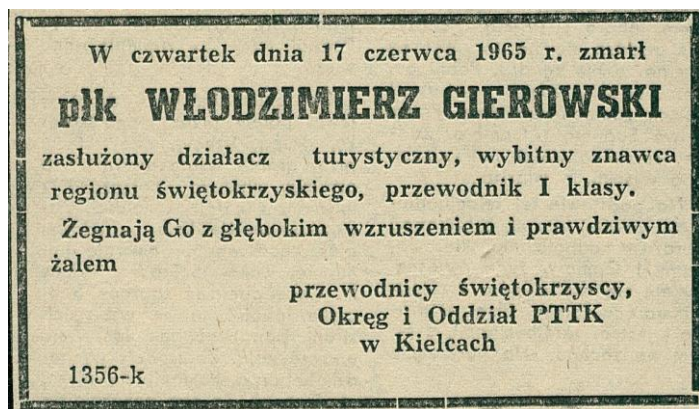 W czwartek dnia 17 czerwca 1965 r. zmarł
płk WŁODZIMIERZ GIEROWSKI
zasłużony działacz turystyczny, wybitny znawca
regionu świętokrzyskiego, przewodnik I klasy.
Żegnają Go z głębokim wzruszeniem i prawdziwym
żalem
przewodnicy świętokrzyscy,
Okręg i Oddział PTTK
w Kielcach
1356-k